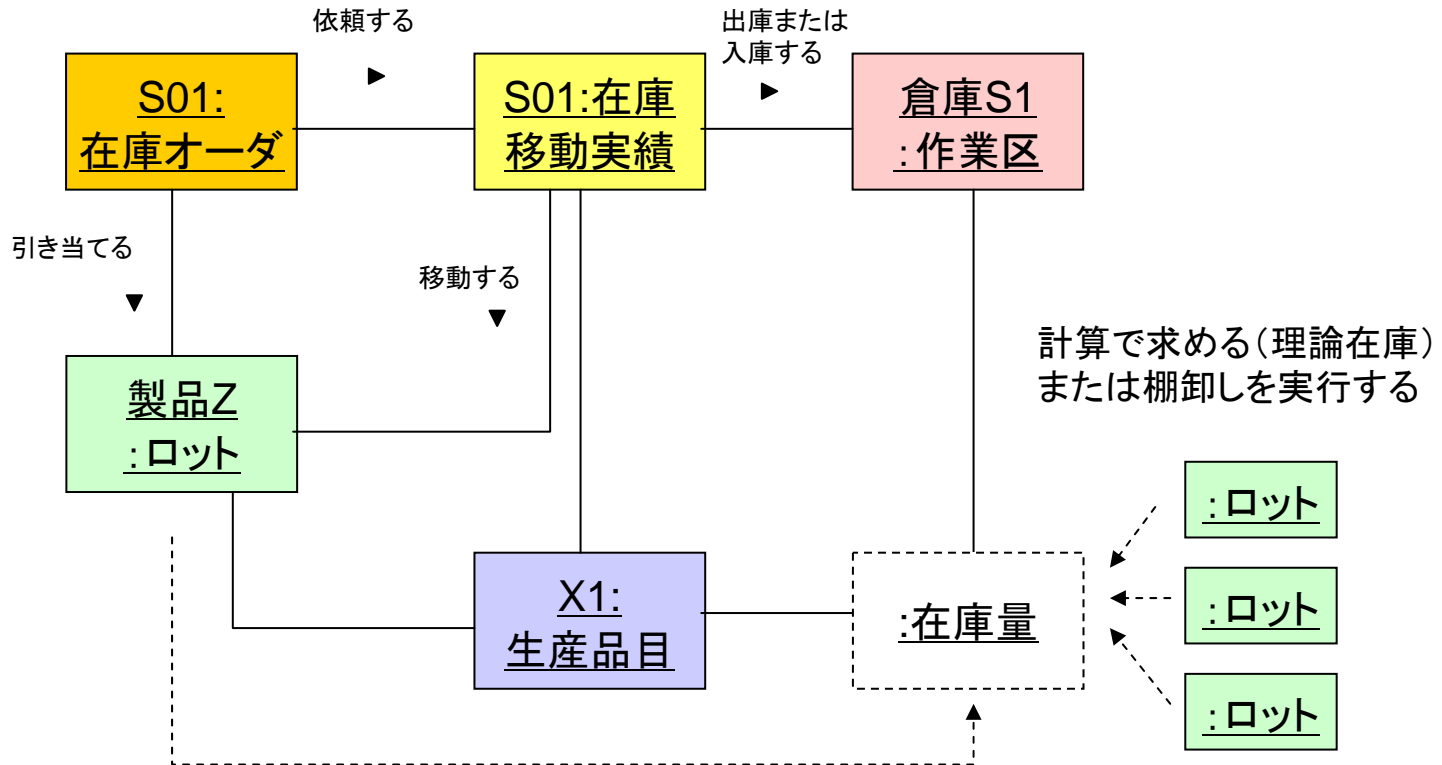 依頼する
出庫または
入庫する
S01:
在庫オーダ
S01:在庫
移動実績
倉庫S1
:作業区
引き当てる
移動する
計算で求める（理論在庫）
または棚卸しを実行する
製品Z
:ロット
:ロット
X1:
生産品目
:在庫量
:ロット
:ロット